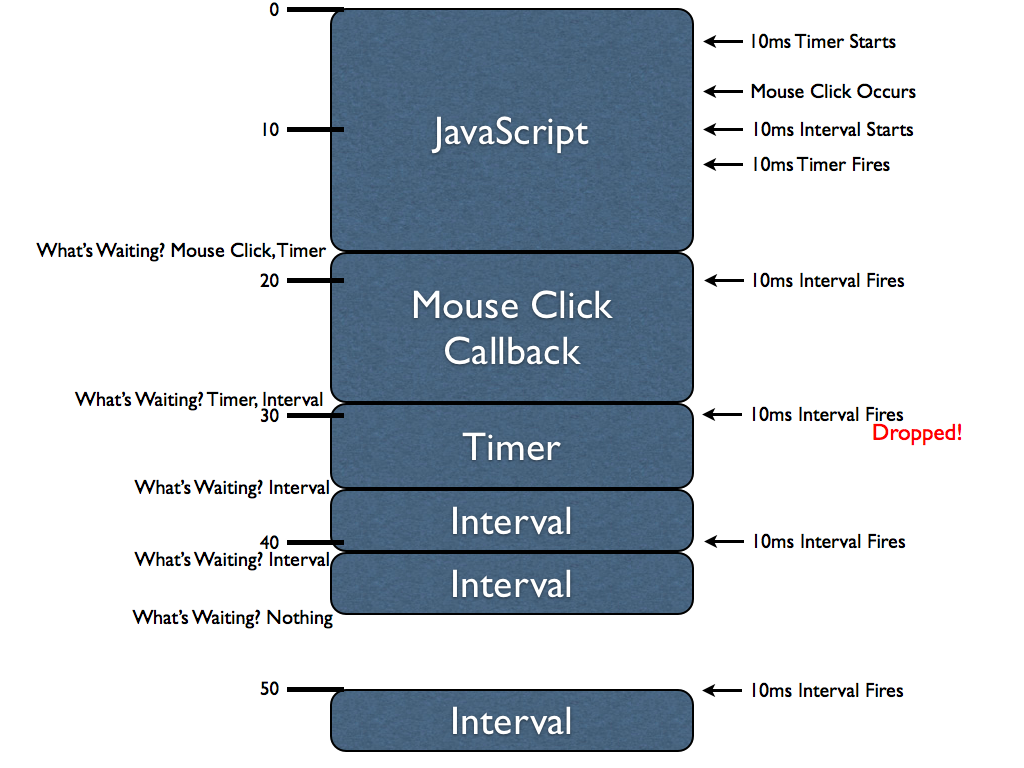 0
10ms Timer Starts
Mouse Click Occurs
10
JavaScript
10ms Interval Starts
10ms Timer Fires
What's Waiting? Mouse Click, Timer
20
10ms Interval Fires
Mouse Click
Callback
What's Waiting? Timer, Interval
30
10ms Interval Fires
Dropped!
Timer
What's Waiting? Interval
Interval
40
10ms Interval Fires
What's Waiting? Interval
Interval
What's Waiting? Nothing
50
10ms Interval Fires
Interval